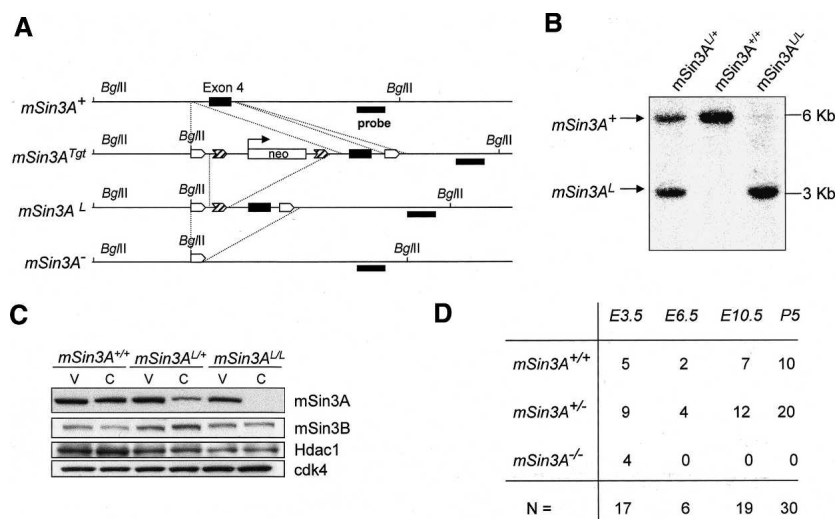 A
BglII Exon 4 BglII
mSin3A+
probe
BglII BglII BglII
mSin3ATgt
neo
BglII BglII
mSin3A L
BglII BglII
mSin3A-
B
mSin3AL/+ mSin3A+/+ mSin3AL/L
mSin3A+ 6 Kb
mSin3AL 3 Kb
C
mSin3A+/+ mSin3AL/+ mSin3AL/L
V C V C V C
mSin3A
mSin3B
Hdac1
cdk4
D
E3.5 E6.5 E10.5 P5
mSin3A+/+ 5 2 7 10
mSin3A+/- 9 4 12 20
mSin3A-/- 4 0 0 0
N = 17 6 19 30